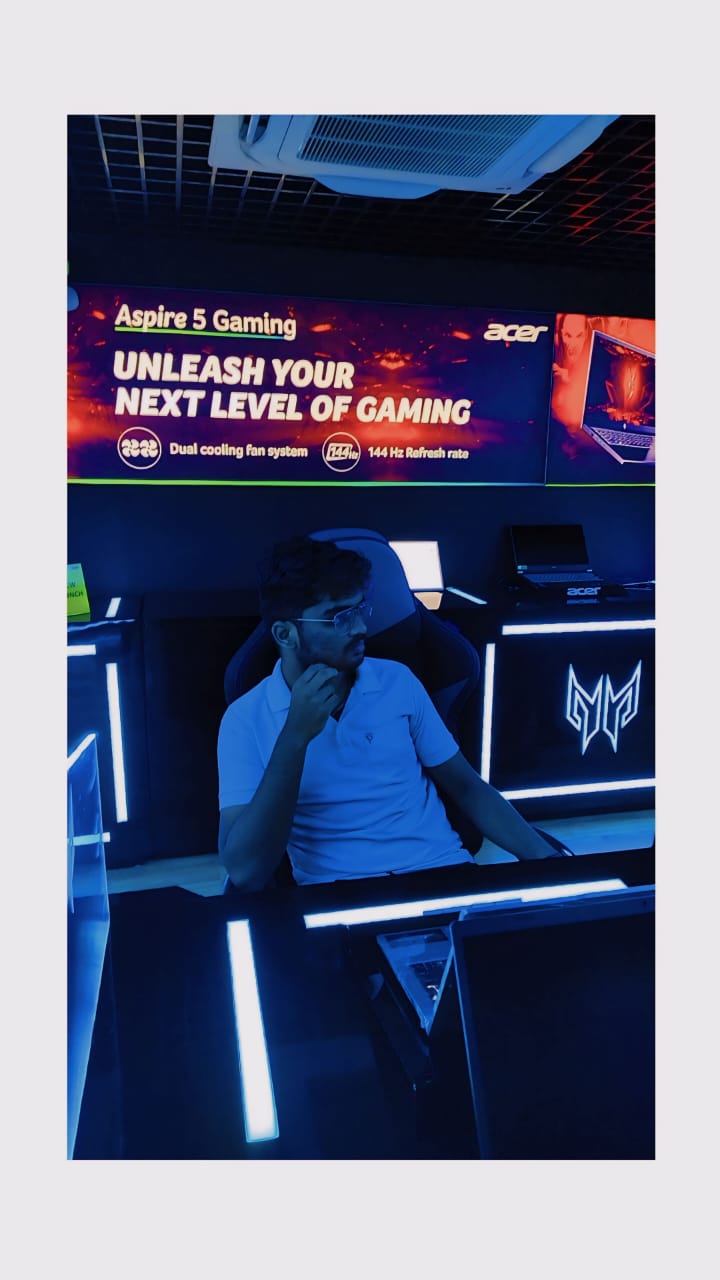 Aspire 5 Gaming
acer
UNLEASH YOUR
NEXT LEVEL OF GAMING
144Hz
Dual cooling fan system
144 Hz Refresh rate
acer